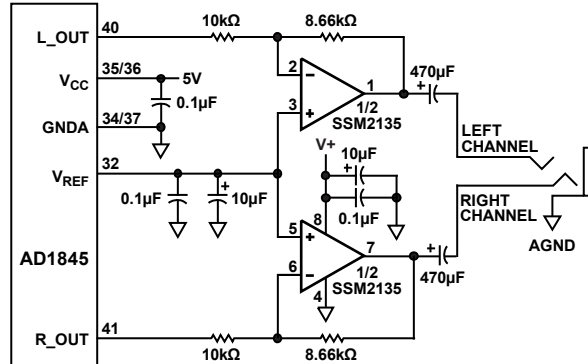 10kΩ 8.66kΩ
L_OUT 40
VCC 35/36 5V
0.1µF
GNDA 34/37
2
1
3
1/2
SSM2135
470µF
+
LEFT
CHANNEL
VREF 32
0.1µF
+
10µF
V+
10µF
+
0.1µF
8
RIGHT
CHANNEL
AGND
AD1845
5
6
7
1/2
SSM2135
4
+
470µF
R_OUT 41
10kΩ 8.66kΩ